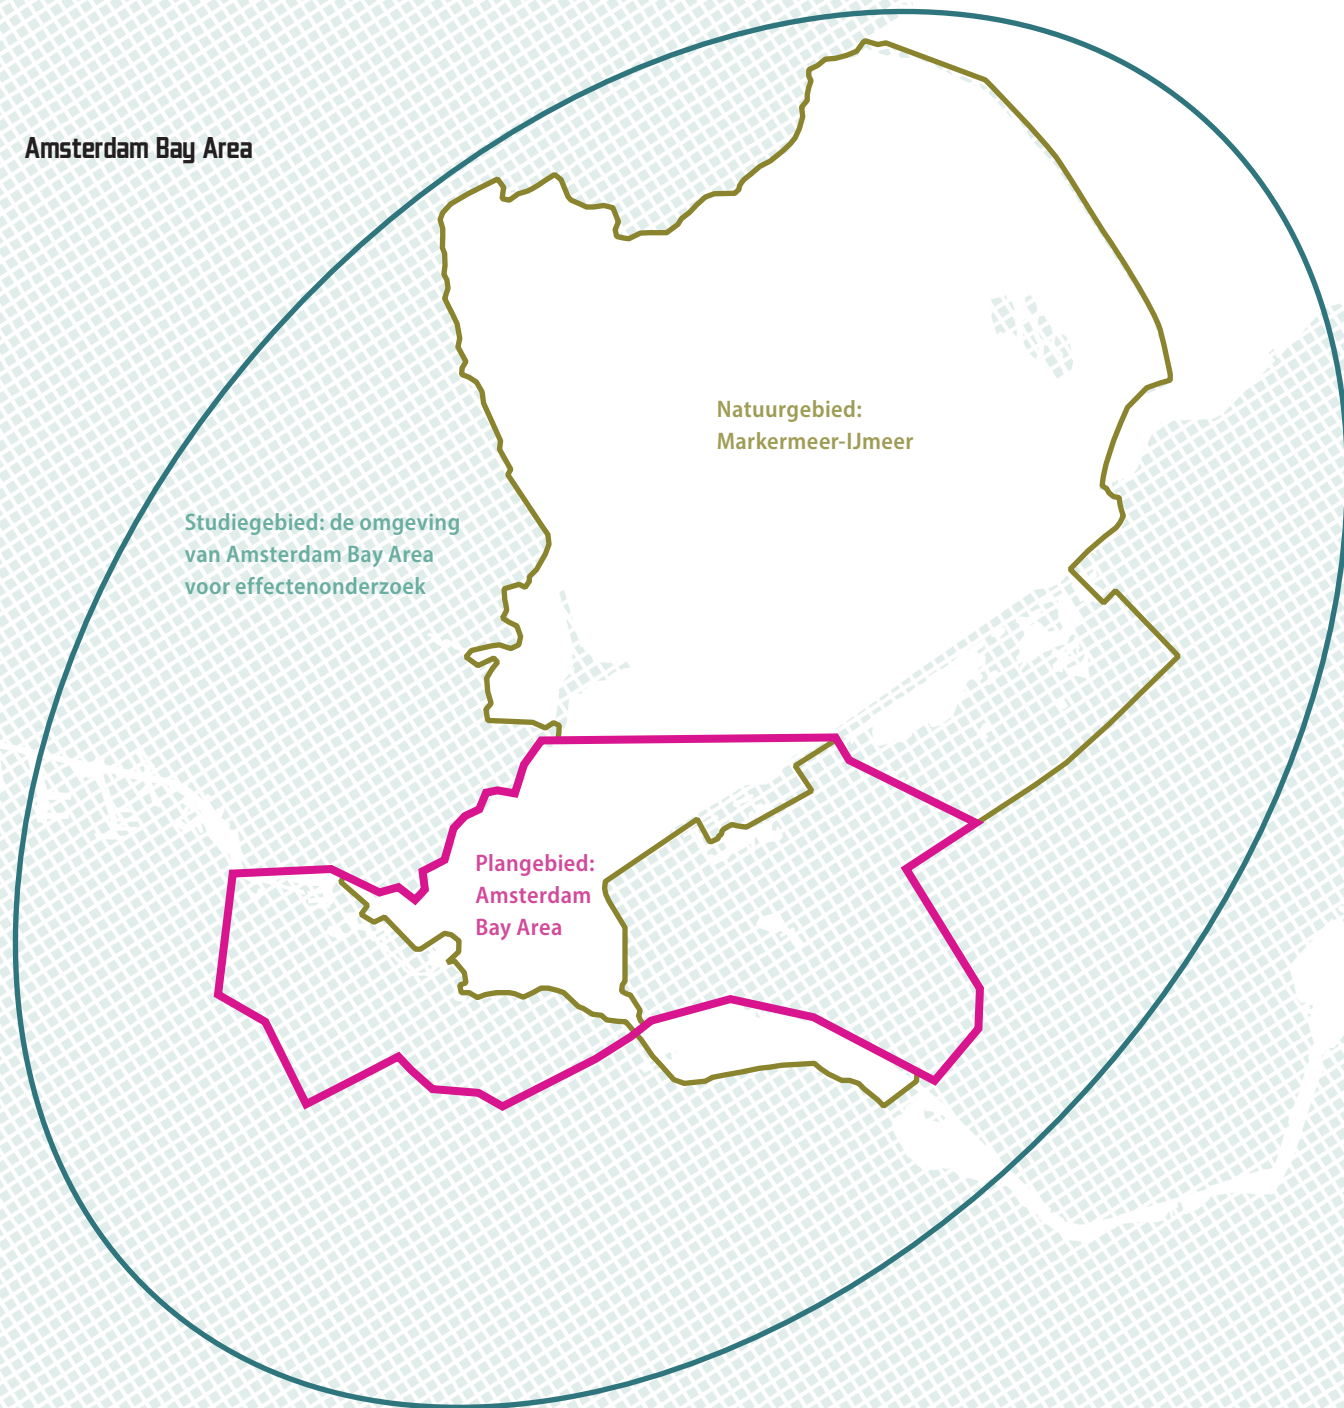 Amsterdam Bay Area
Natuurgebied:
Markermeer-IJmeer
Studiegebied: de omgeving
van Amsterdam Bay Area
voor effectenonderzoek
Plangebied:
Amsterdam
Bay Area